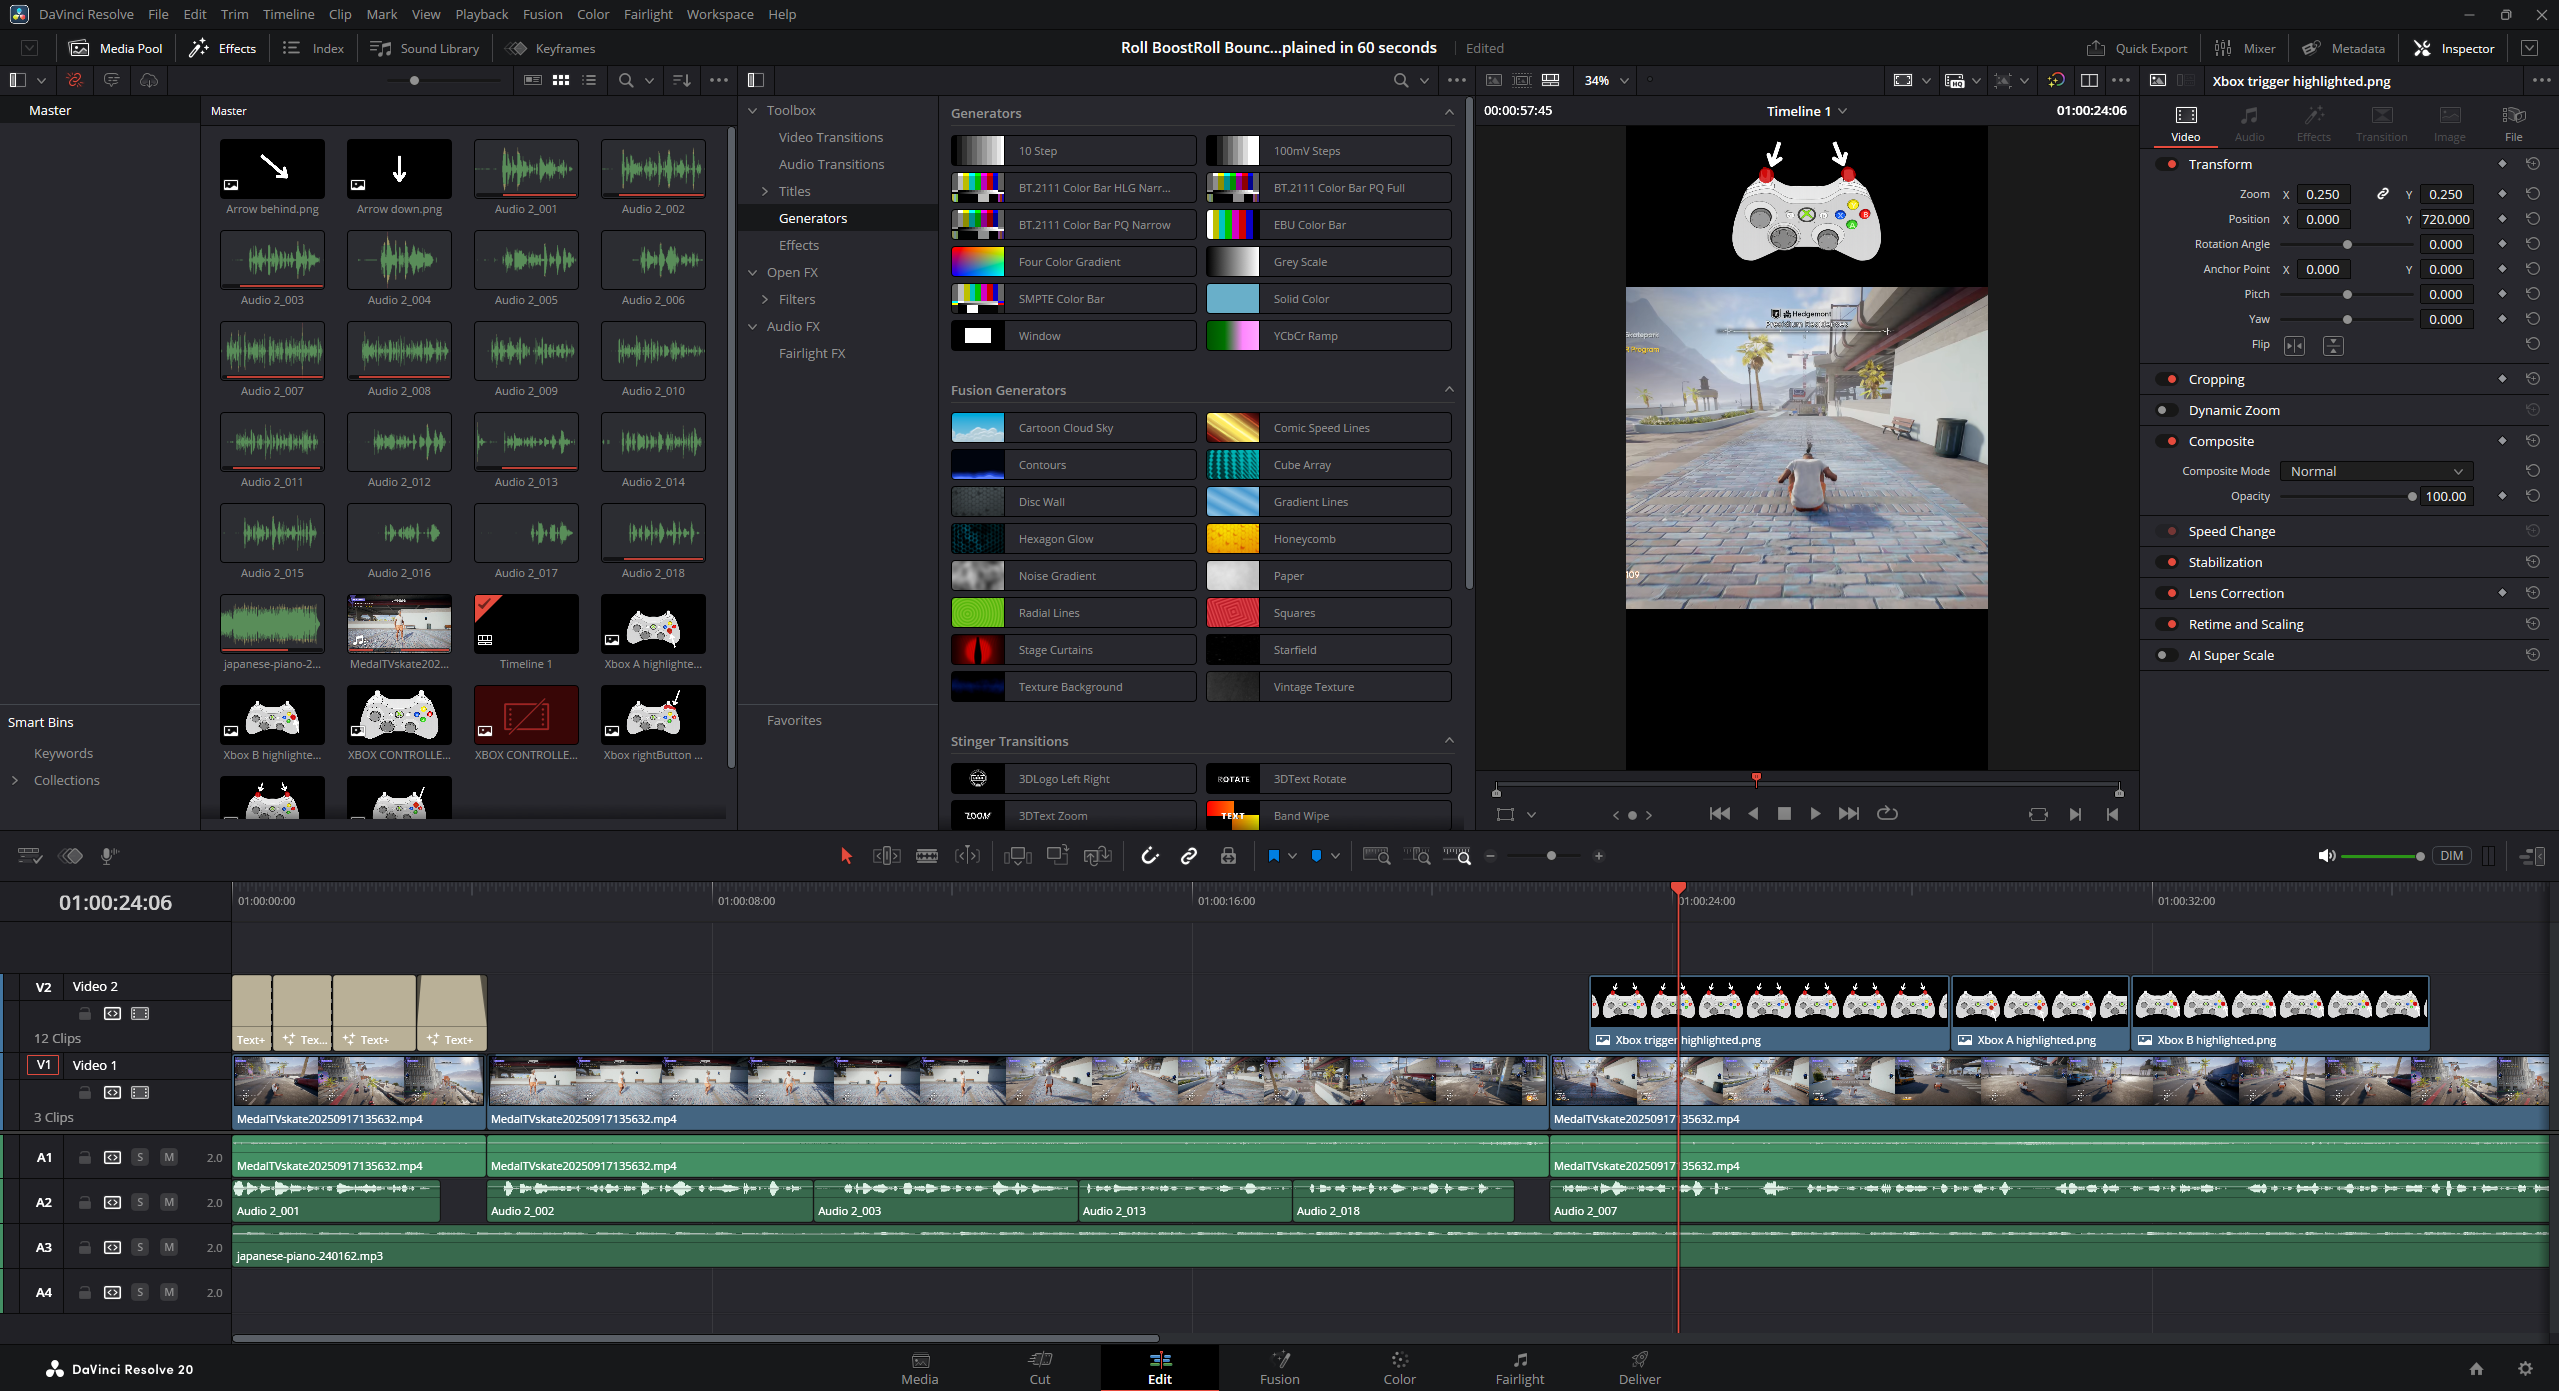 DaVinci Resolve File Edit Trim Timeline Clip Mark View Playback Fusion Color Fairlight Workspace Help
Media Pool Effects Index Sound Library Keyframes Roll BoostRoll Bounc...plained in 60 seconds Edited Quick Export Mixer Metadata Inspector
34% Xbox trigger highlighted.png
Master
Master
Arrow behind.png Arrow down.png Audio 2_001 Audio 2_002
Audio 2_003 Audio 2_004 Audio 2_005 Audio 2_006
Audio 2_007 Audio 2_008 Audio 2_009 Audio 2_010
Audio 2_011 Audio 2_012 Audio 2_013 Audio 2_014
Audio 2_015 Audio 2_016 Audio 2_017 Audio 2_018
japanese-piano-2... MedalTVskate202... Timeline 1 Xbox A highlighte...
Xbox B highlighte... XBOX CONTROLLE... XBOX CONTROLLE... Xbox rightButton ...
Smart Bins
Keywords
Collections
Toolbox
Video Transitions
Audio Transitions
Titles
Generators
Effects
Open FX
Filters
Audio FX
Fairlight FX
Favorites
Generators
10 Step 100mV Steps
BT.2111 Color Bar HLG Narr... BT.2111 Color Bar PQ Full
BT.2111 Color Bar PQ Narrow EBU Color Bar
Four Color Gradient Grey Scale
SMPTE Color Bar Solid Color
Window YCbCr Ramp
Fusion Generators
Cartoon Cloud Sky Comic Speed Lines
Contours Cube Array
Disc Wall Gradient Lines
Hexagon Glow Honeycomb
Noise Gradient Paper
Radial Lines Squares
Stage Curtains Starfield
Texture Background Vintage Texture
Stinger Transitions
3DLogo Left Right ROTATE 3DText Rotate
ZOOM 3DText Zoom TEXT Band Wipe
00:00:57:45 Timeline 1 01:00:24:06
Hedgemont
Skatepark
Program
109
Video Audio Effects Transition Image File
Transform
Zoom X 0.250 Y 0.250
Position X 0.000 Y 720.000
Rotation Angle 0.000
Anchor Point X 0.000 Y 0.000
Pitch 0.000
Yaw 0.000
Flip
Cropping
Dynamic Zoom
Composite
Composite Mode Normal
Opacity 100.00
Speed Change
Stabilization
Lens Correction
Retime and Scaling
AI Super Scale
DIM
01:00:24:06 01:00:00:00 01:00:08:00 01:00:16:00 01:00:24:00 01:00:32:00
V2 Video 2
12 Clips Text+ Tex... Text+ Text+ Xbox trigger highlighted.png Xbox A highlighted.png Xbox B highlighted.png
V1 Video 1
3 Clips MedalTVskate20250917135632.mp4 MedalTVskate20250917135632.mp4 MedalTVskate20250917135632.mp4
A1 S M 2.0 MedalTVskate20250917135632.mp4 MedalTVskate20250917135632.mp4 MedalTVskate20250917135632.mp4
A2 S M 2.0 Audio 2_001 Audio 2_002 Audio 2_003 Audio 2_013 Audio 2_018 Audio 2_007
A3 S M 2.0 japanese-piano-240162.mp3
A4 S M 2.0
DaVinci Resolve 20 Media Cut Edit Fusion Color Fairlight Deliver